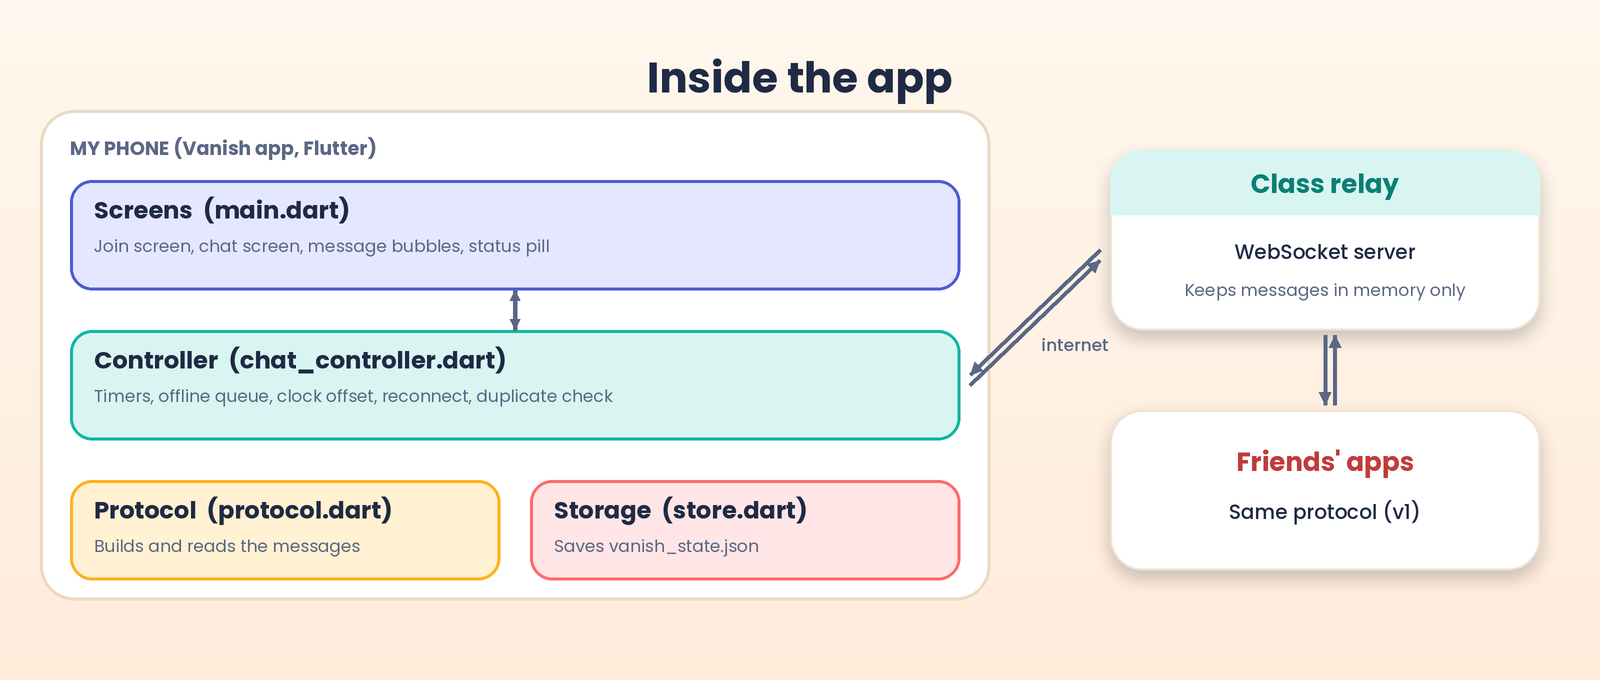 Inside the app
MY PHONE (Vanish app, Flutter)
Screens (main.dart)
Join screen, chat screen, message bubbles, status pill
Controller (chat_controller.dart)
Timers, offline queue, clock offset, reconnect, duplicate check
Protocol (protocol.dart)
Builds and reads the messages
Storage (store.dart)
Saves vanish_state.json
internet
Class relay
WebSocket server
Keeps messages in memory only
Friends' apps
Same protocol (v1)